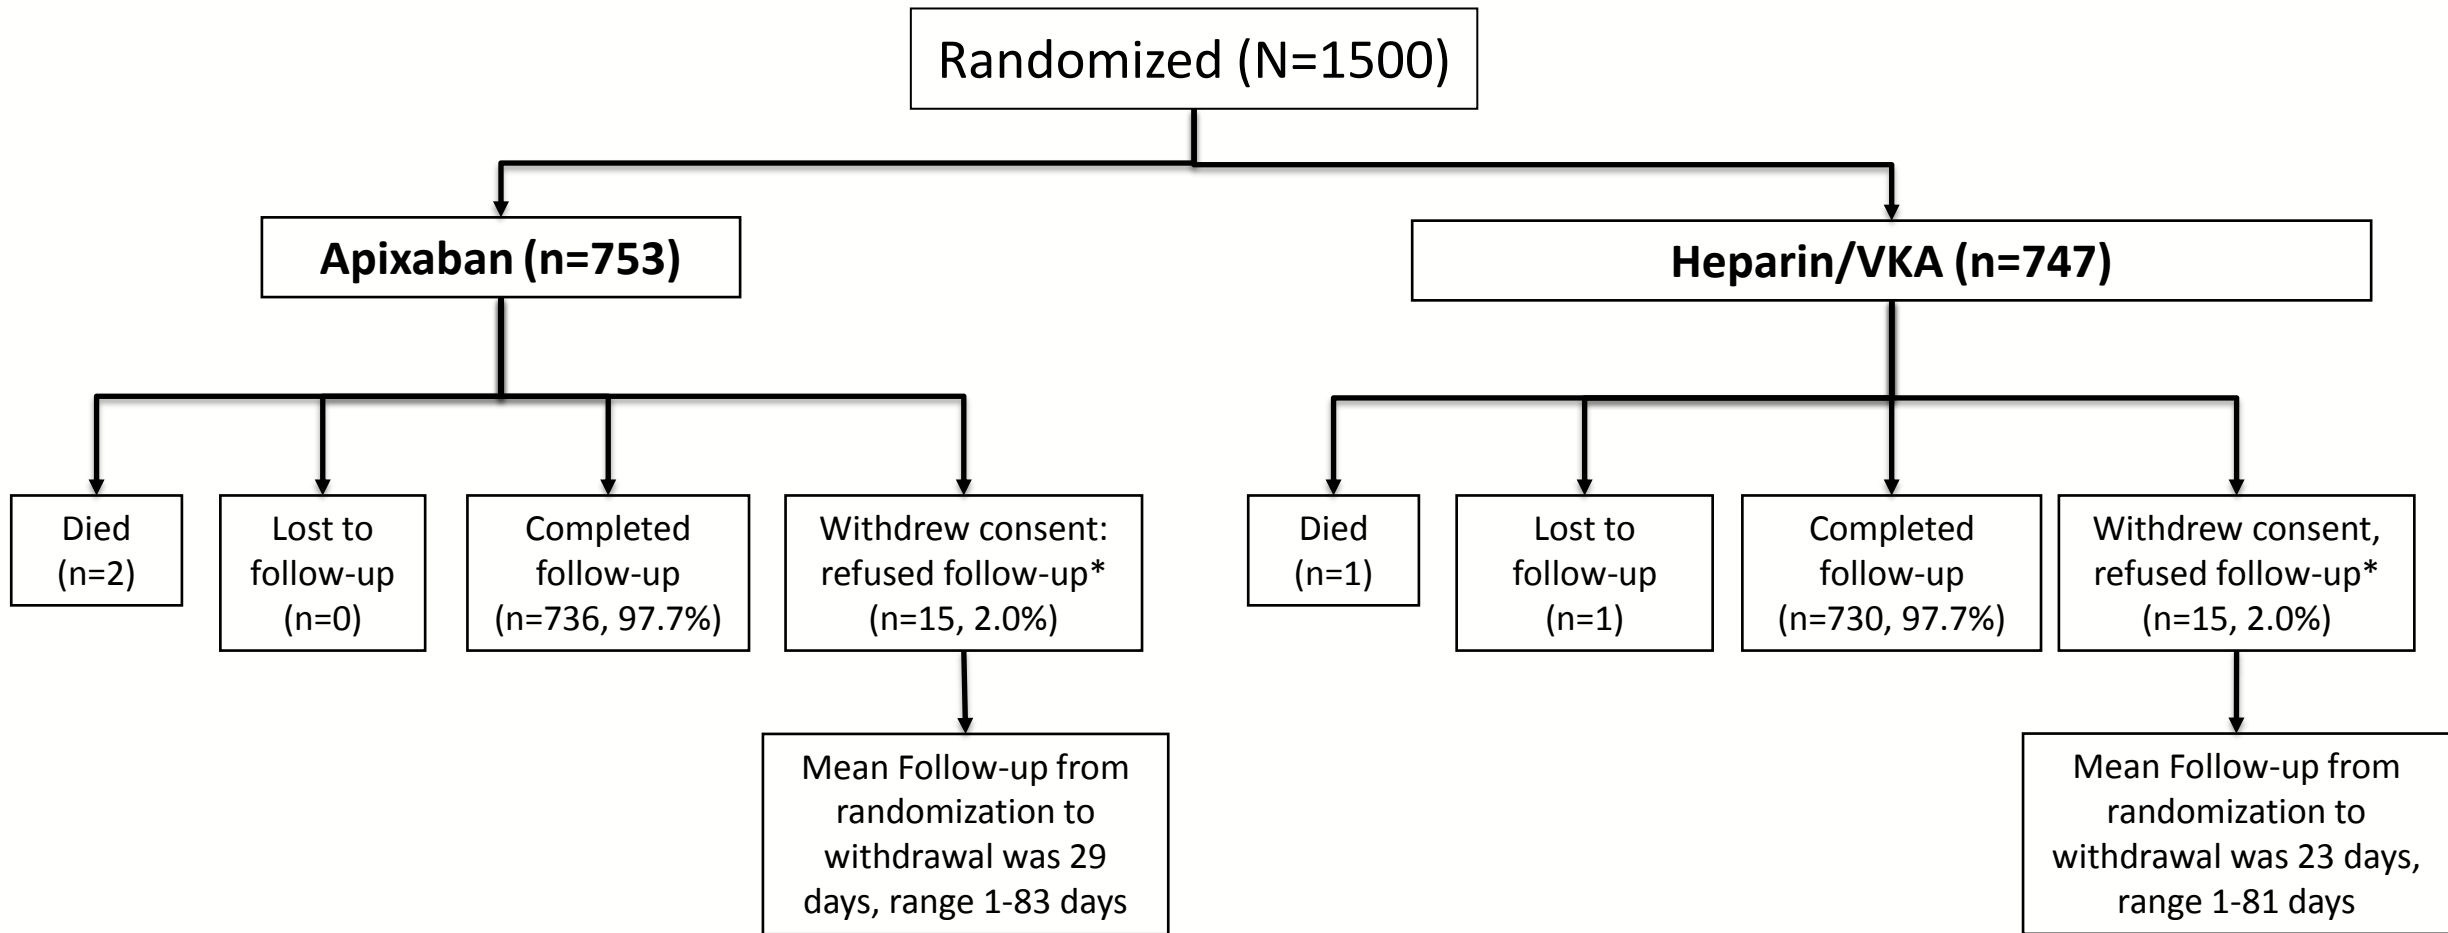 Randomized (N=1500)
Apixaban (n=753)
Heparin/VKA (n=747)
Died
(n=2)
Lost to
follow-up
(n=0)
Completed
follow-up
(n=736, 97.7%)
Withdrew consent:
refused follow-up*
(n=15, 2.0%)
Died
(n=1)
Lost to
follow-up
(n=1)
Completed
follow-up
(n=730, 97.7%)
Withdrew consent,
refused follow-up*
(n=15, 2.0%)
Mean Follow-up from
randomization to
withdrawal was 29
days, range 1-83 days
Mean Follow-up from
randomization to
withdrawal was 23 days,
range 1-81 days